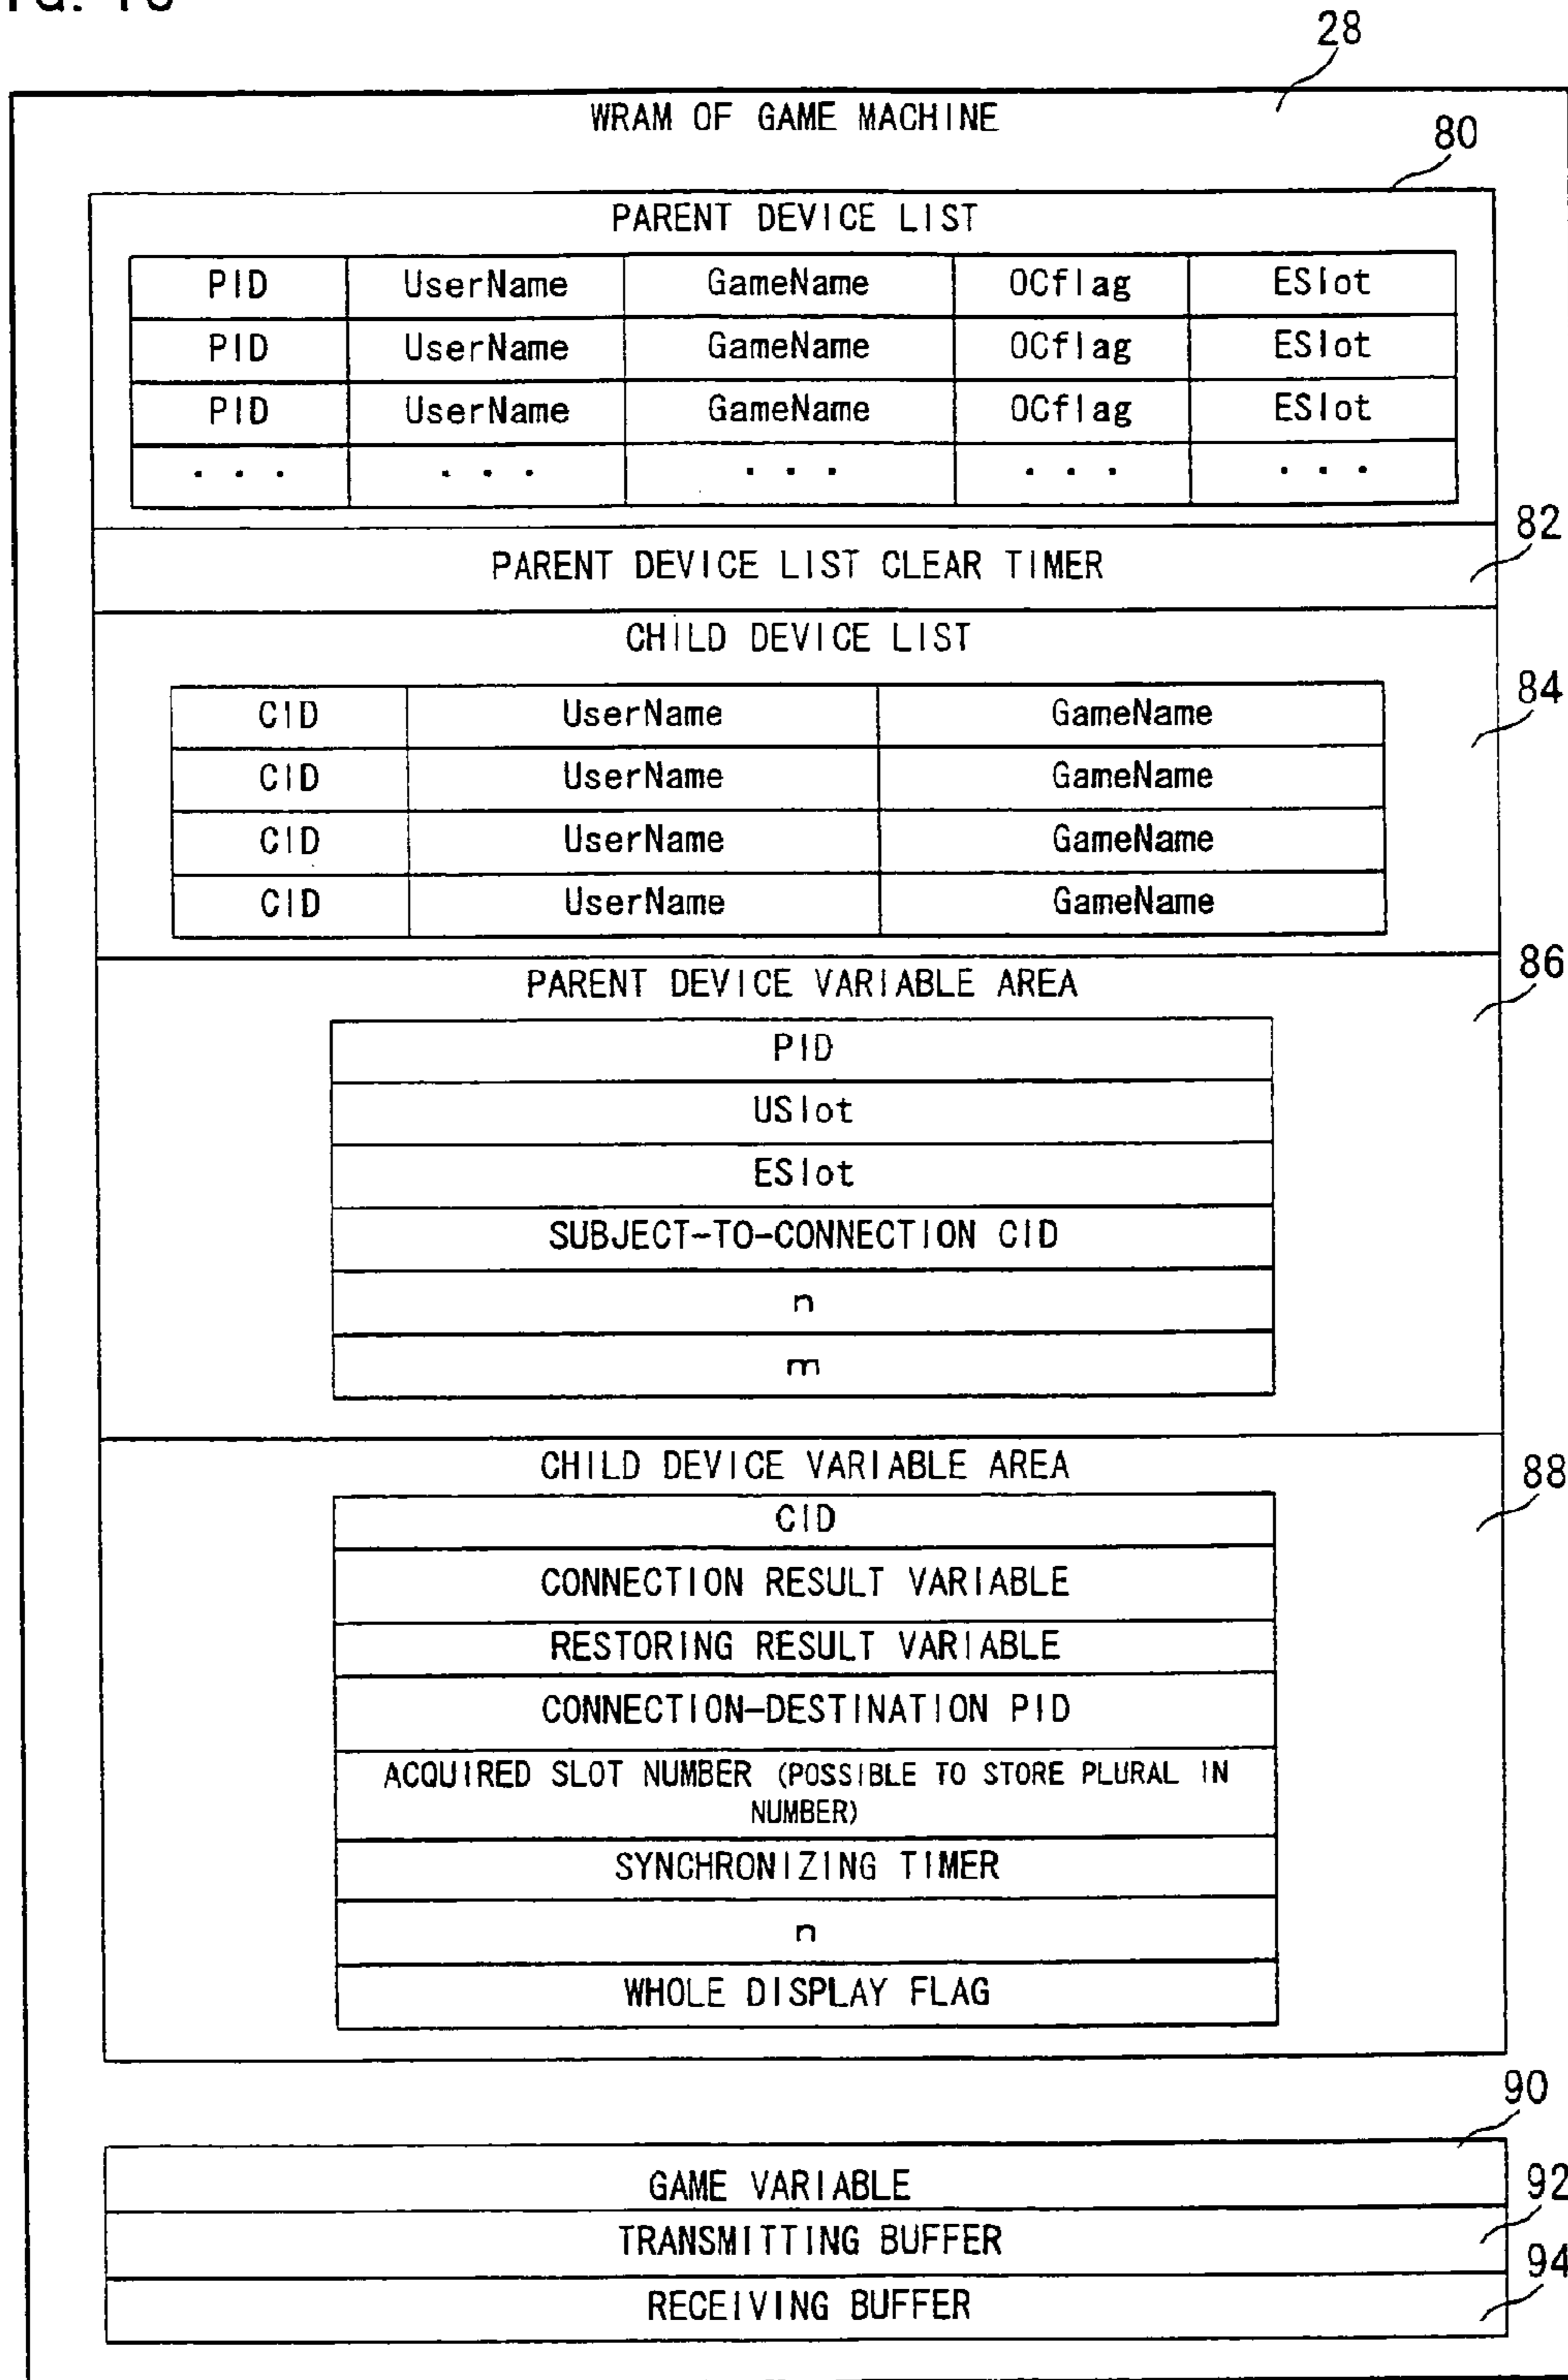 28
WRAM OF GAME MACHINE
80
PARENT DEVICE LIST
PID UserName GameName OCflag ESlot
PID UserName GameName OCflag ESlot
PID UserName GameName OCflag ESlot
... ... ... ... ...
82
PARENT DEVICE LIST CLEAR TIMER
CHILD DEVICE LIST
84
CID UserName GameName
CID UserName GameName
CID UserName GameName
CID UserName GameName
86
PARENT DEVICE VARIABLE AREA
PID
USlot
ESlot
SUBJECT-TO-CONNECTION CID
n
m
CHILD DEVICE VARIABLE AREA
88
CID
CONNECTION RESULT VARIABLE
RESTORING RESULT VARIABLE
CONNECTION-DESTINATION PID
ACQUIRED SLOT NUMBER (POSSIBLE TO STORE PLURAL IN
NUMBER)
SYNCHRONIZING TIMER
n
WHOLE DISPLAY FLAG
90
GAME VARIABLE
92
TRANSMITTING BUFFER
94
RECEIVING BUFFER